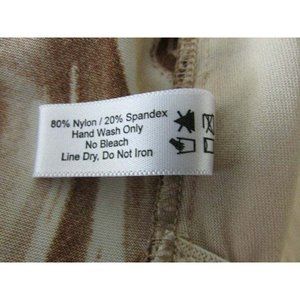 80% Nylon / 20% Spandex
Hand Wash Only
No Bleach
Line Dry, Do Not Iron